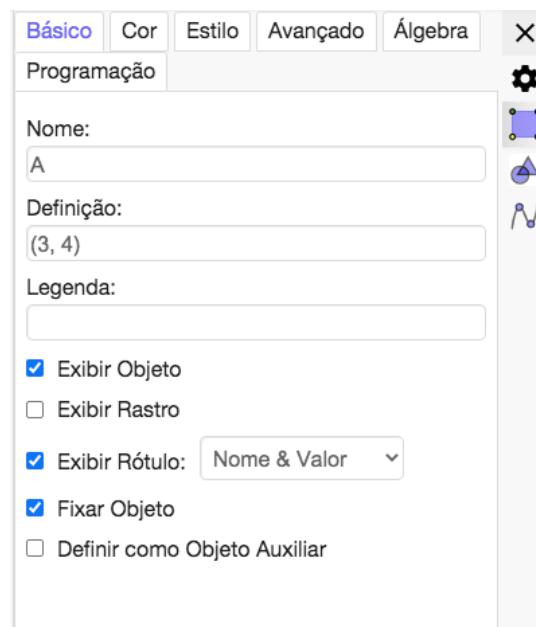 Básico Cor Estilo Avançado Álgebra
Programação
Nome:
A
Definição:
(3, 4)
Legenda:
Exibir Objeto
Exibir Rastro
Exibir Rótulo: Nome & Valor
Fixar Objeto
Definir como Objeto Auxiliar